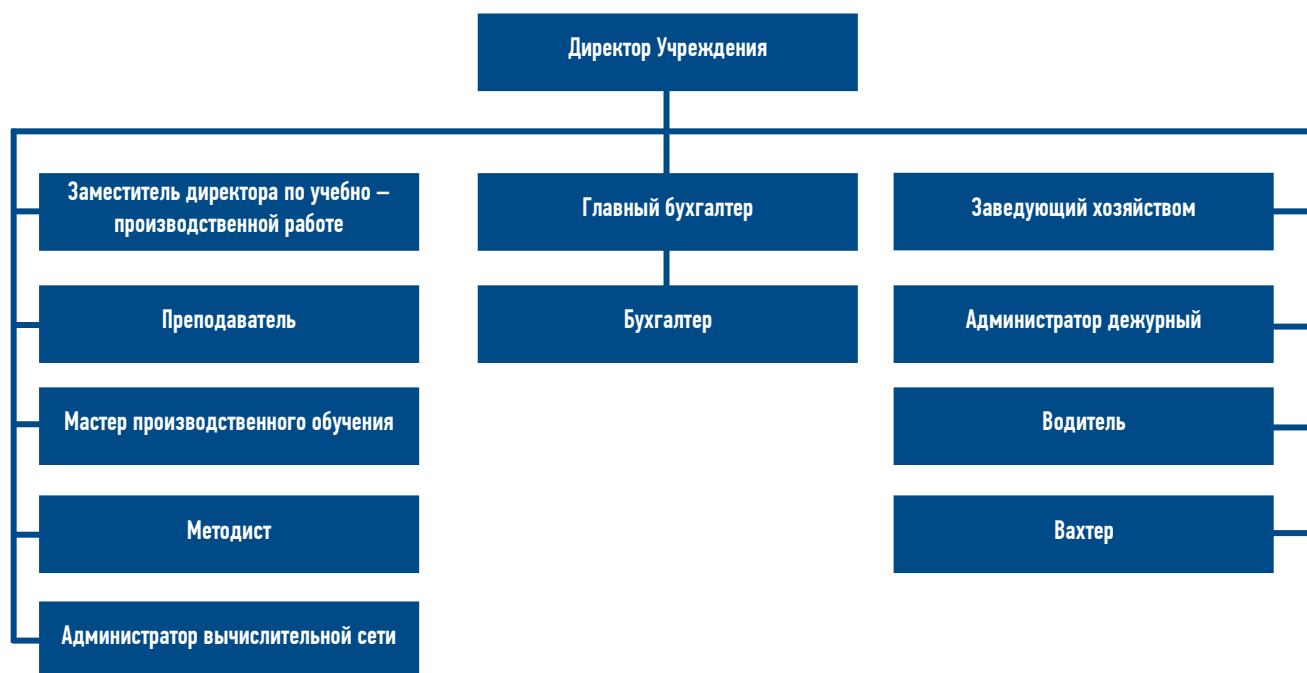 Директор Учреждения
Заместитель директора по учебно –
производственной работе
Главный бухгалтер
Заведующий хозяйством
Преподаватель
Бухгалтер
Администратор дежурный
Мастер производственного обучения
Водитель
Методист
Вахтер
Администратор вычислительной сети